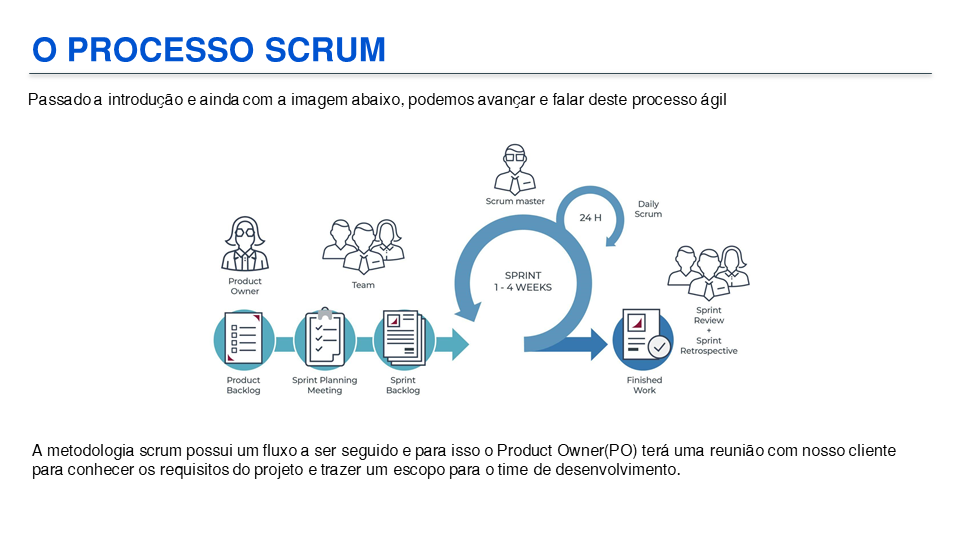 O PROCESSO SCRUM
Passado a introdução e ainda com a imagem abaixo, podemos avançar e falar deste processo ágil
Scrum master
24 H
Daily
Scrum
Product
Owner
Team
SPRINT
1 - 4 WEEKS
Sprint
Review
+
Sprint
Retrospective
Product
Backlog
Sprint Planning
Meeting
Sprint
Backlog
Finished
Work
A metodologia scrum possui um fluxo a ser seguido e para isso o Product Owner(PO) terá uma reunião com nosso cliente
para conhecer os requisitos do projeto e trazer um escopo para o time de desenvolvimento.